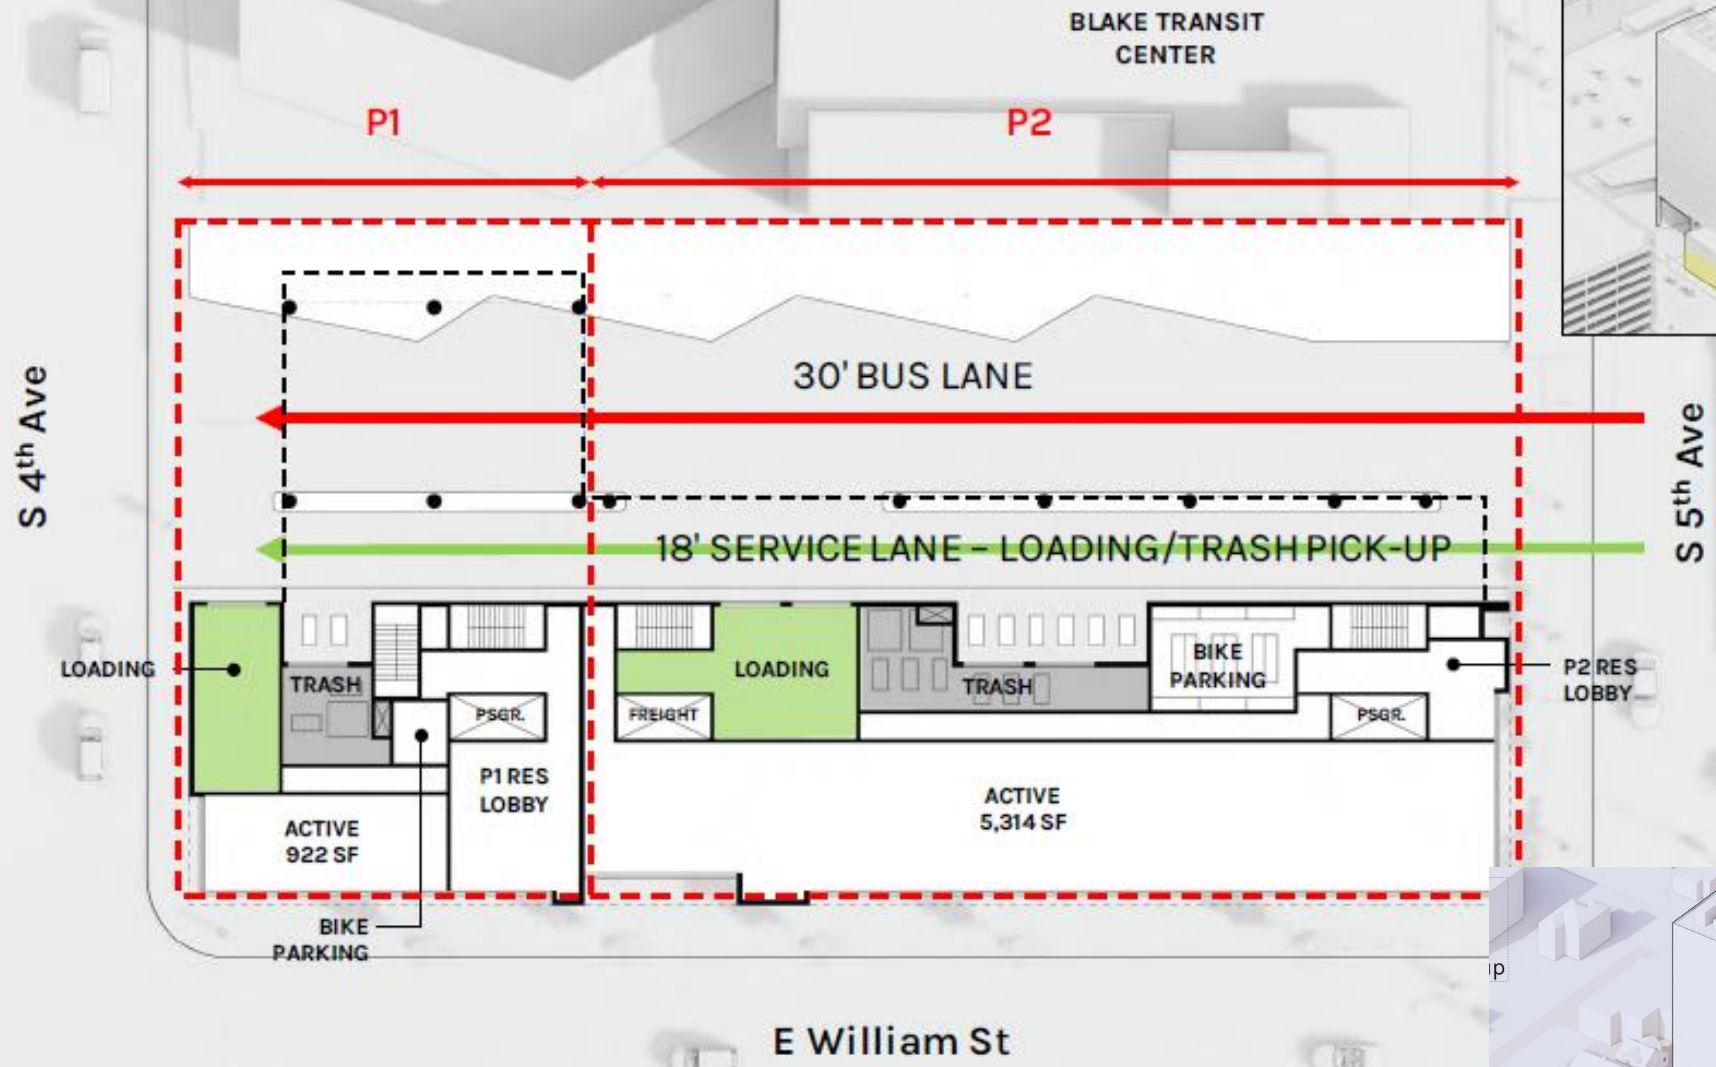 BLAKE TRANSIT
CENTER
P1
P2
30' BUS LANE
S 4th Ave
S 5th Ave
18' SERVICE LANE – LOADING/TRASH PICK-UP
LOADING
TRASH
PSGR.
FREIGHT
LOADING
TRASH
BIKE
PARKING
PSGR.
P2 RES
LOBBY
P1 RES
LOBBY
ACTIVE
922 SF
ACTIVE
5,314 SF
BIKE
PARKING
up
E William St